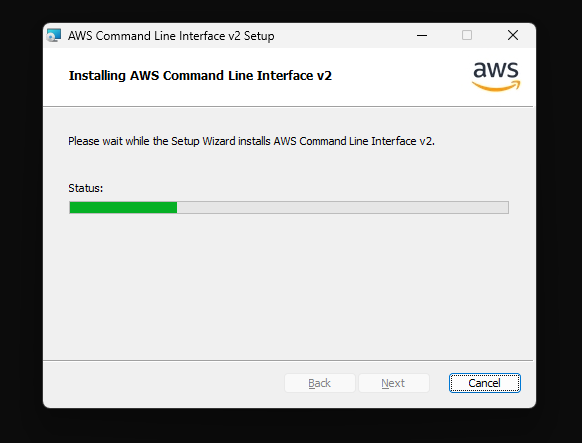 AWS Command Line Interface v2 Setup
Installing AWS Command Line Interface v2
aws
Please wait while the Setup Wizard installs AWS Command Line Interface v2.
Status:
Back Next Cancel